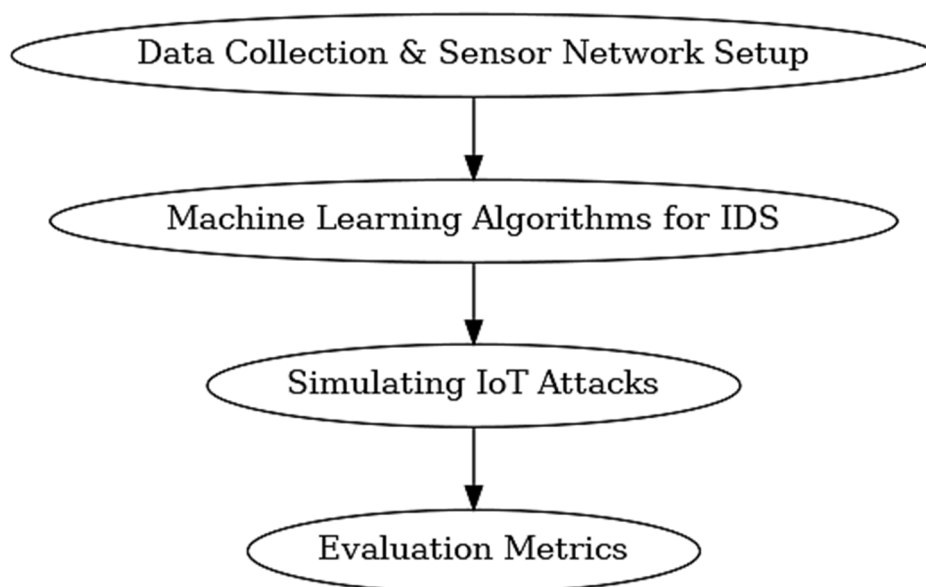 Data Collection & Sensor Network Setup
Machine Learning Algorithms for IDS
Simulating IoT Attacks
Evaluation Metrics